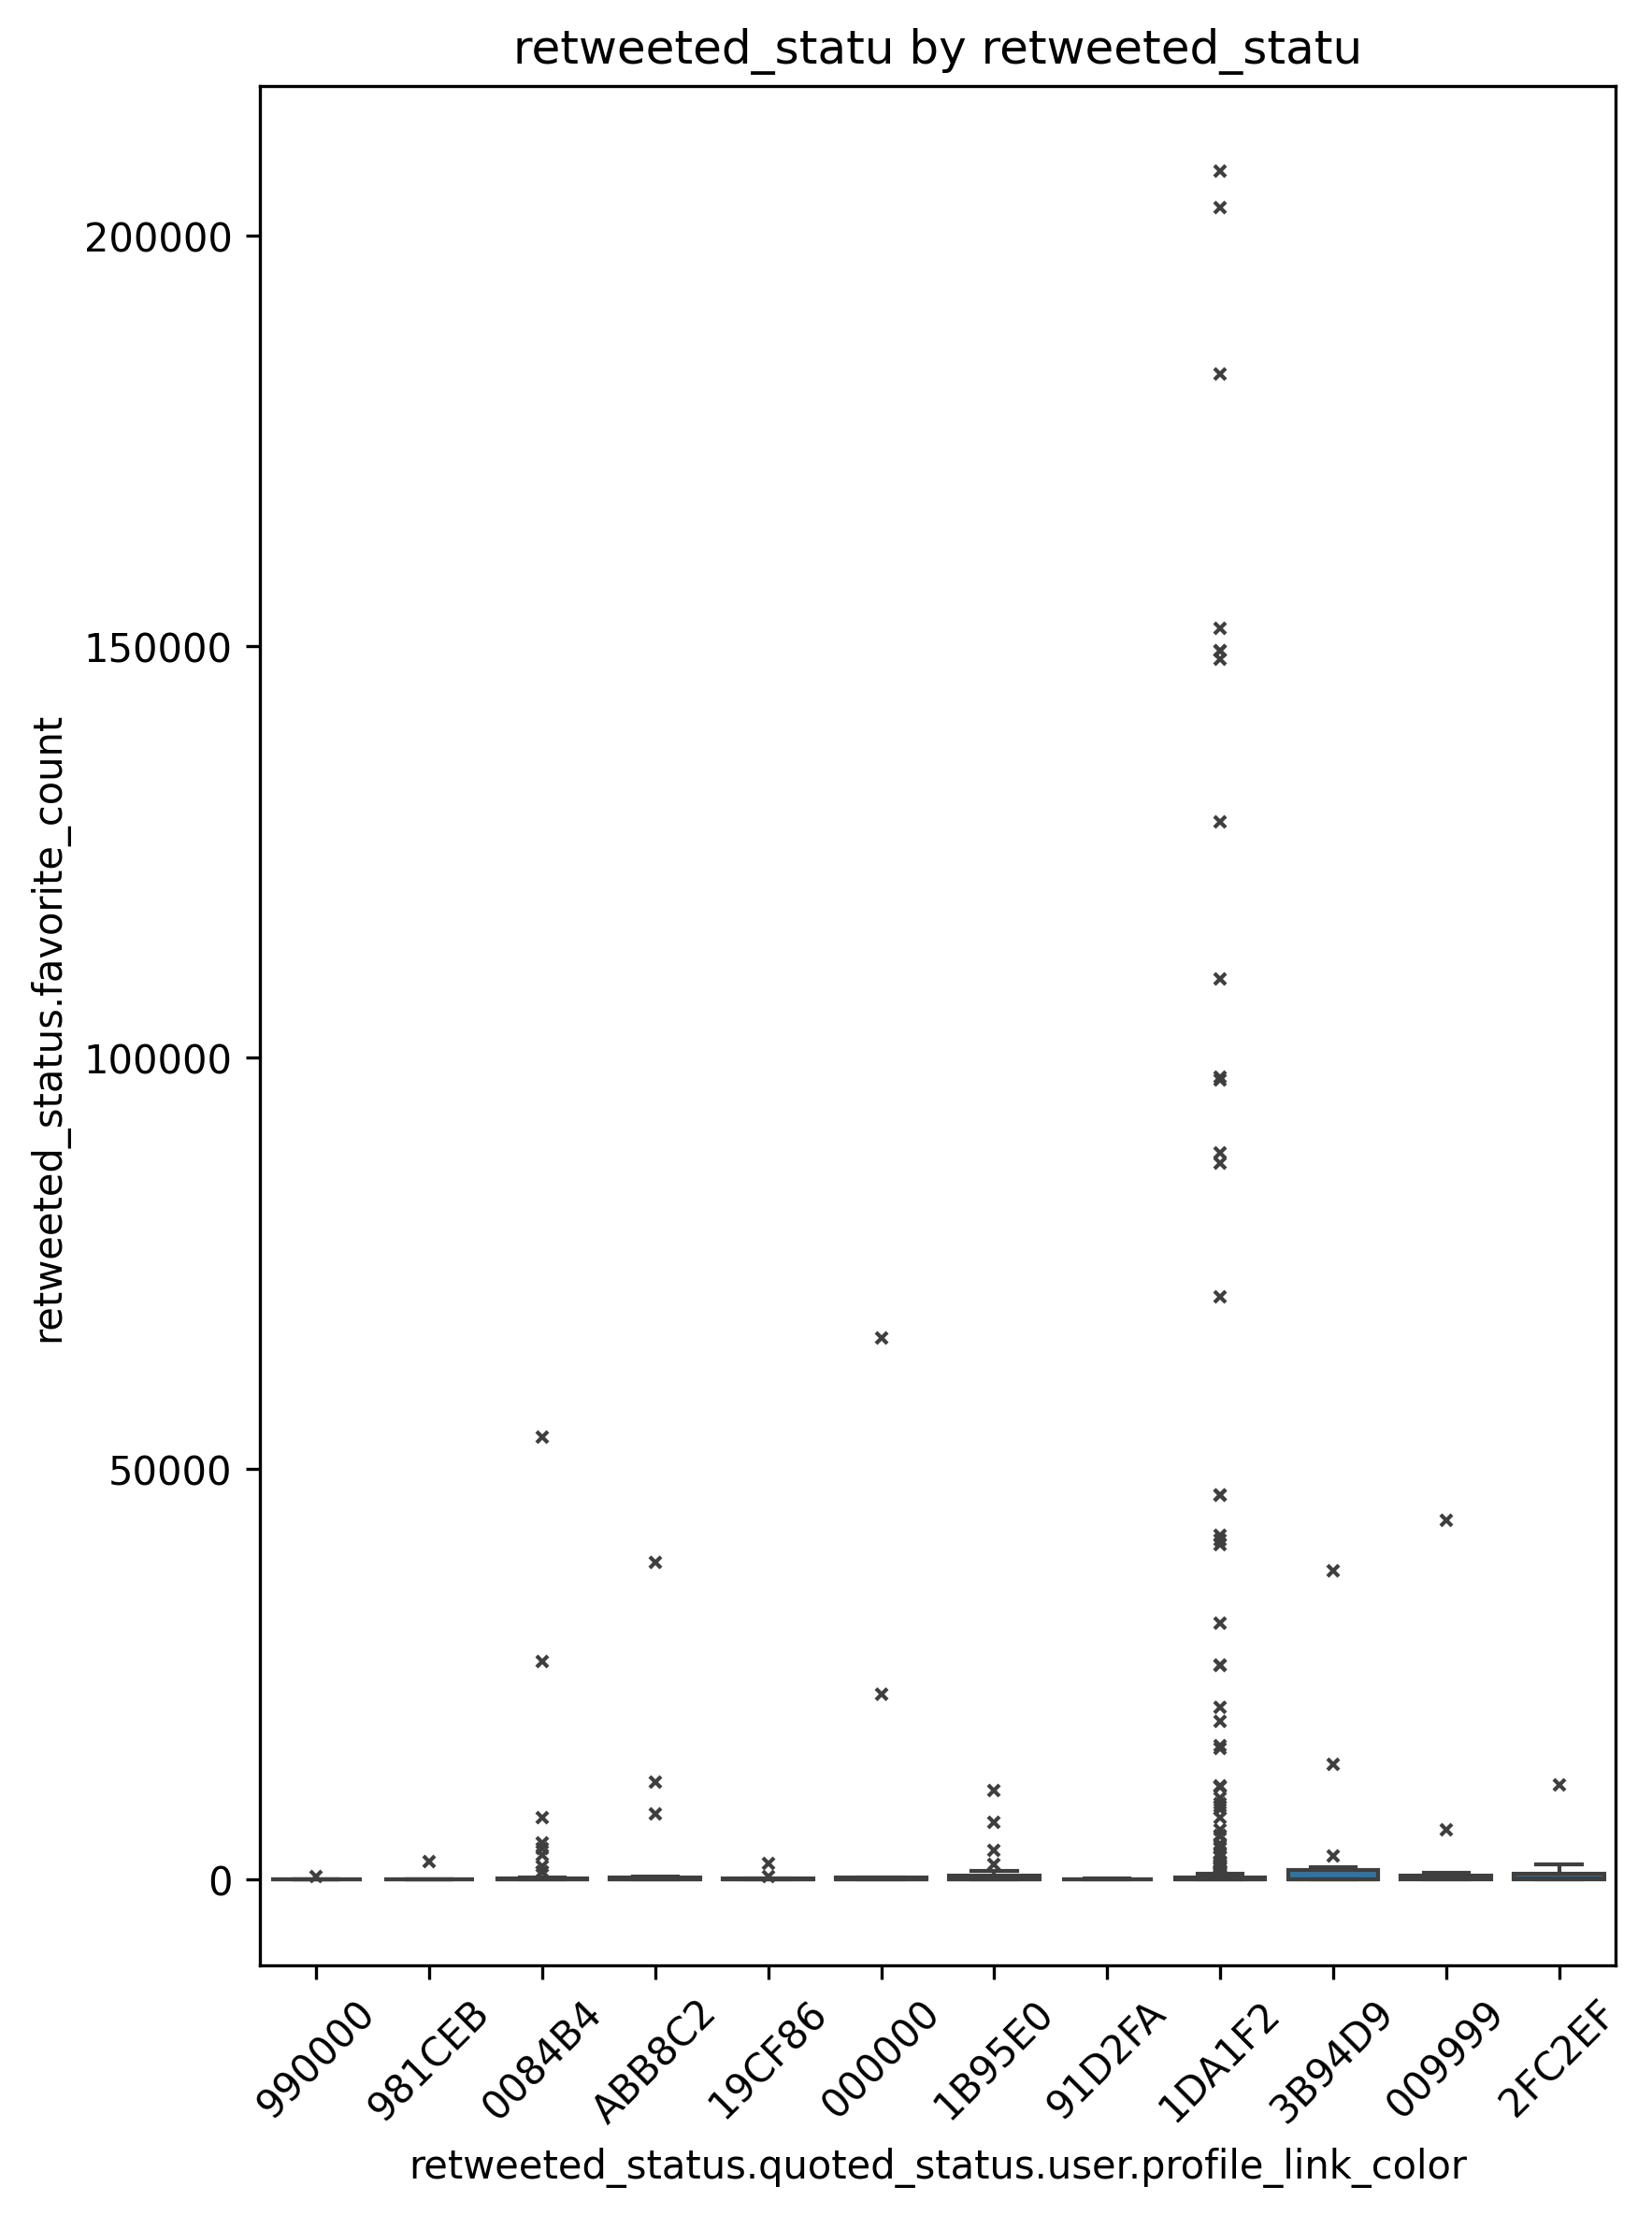 retweeted_statu by retweeted_statu
retweeted_status.favorite_count
200000
150000
100000
50000
0
990000
981CEB
0084B4
ABB8C2
19CF86
000000
1B95E0
91D2FA
1DA1F2
3B94D9
009999
2FC2EF
retweeted_status.quoted_status.user.profile_link_color